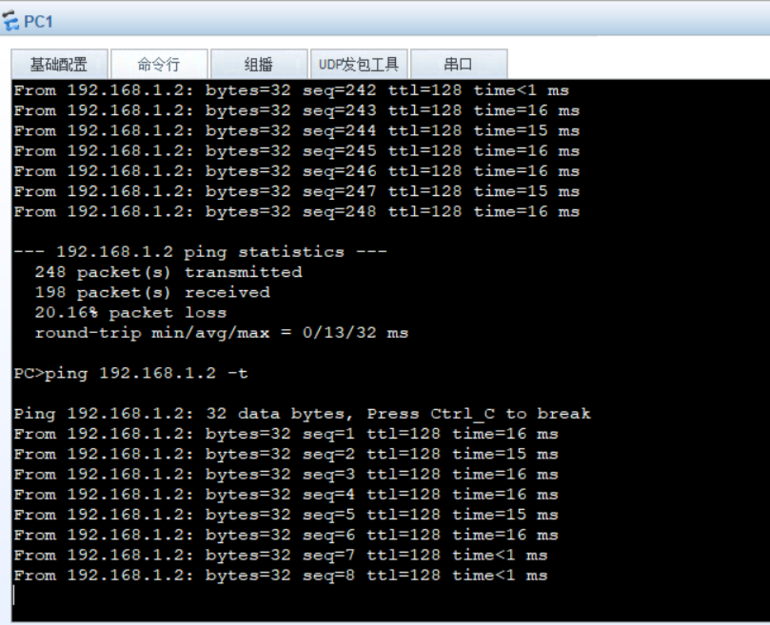 PC1
基础配置 命令行 组播 UDP发包工具 串口
From 192.168.1.2: bytes=32 seq=242 ttl=128 time<1 ms
From 192.168.1.2: bytes=32 seq=243 ttl=128 time=16 ms
From 192.168.1.2: bytes=32 seq=244 ttl=128 time=15 ms
From 192.168.1.2: bytes=32 seq=245 ttl=128 time=16 ms
From 192.168.1.2: bytes=32 seq=246 ttl=128 time=16 ms
From 192.168.1.2: bytes=32 seq=247 ttl=128 time=15 ms
From 192.168.1.2: bytes=32 seq=248 ttl=128 time=16 ms
--- 192.168.1.2 ping statistics ---
248 packet(s) transmitted
198 packet(s) received
20.16% packet loss
round-trip min/avg/max = 0/13/32 ms
PC>ping 192.168.1.2 -t
Ping 192.168.1.2: 32 data bytes, Press Ctrl_C to break
From 192.168.1.2: bytes=32 seq=1 ttl=128 time=16 ms
From 192.168.1.2: bytes=32 seq=2 ttl=128 time=15 ms
From 192.168.1.2: bytes=32 seq=3 ttl=128 time=16 ms
From 192.168.1.2: bytes=32 seq=4 ttl=128 time=16 ms
From 192.168.1.2: bytes=32 seq=5 ttl=128 time=15 ms
From 192.168.1.2: bytes=32 seq=6 ttl=128 time=16 ms
From 192.168.1.2: bytes=32 seq=7 ttl=128 time<1 ms
From 192.168.1.2: bytes=32 seq=8 ttl=128 time<1 ms